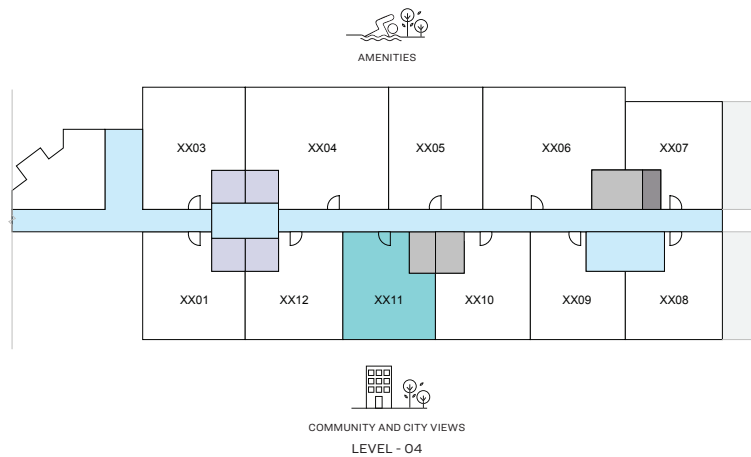 AMENITIES
XX03
XX04
XX05
XX06
XX07
XX01
XX12
XX11
XX10
XX09
XX08
COMMUNITY AND CITY VIEWS
LEVEL - 04